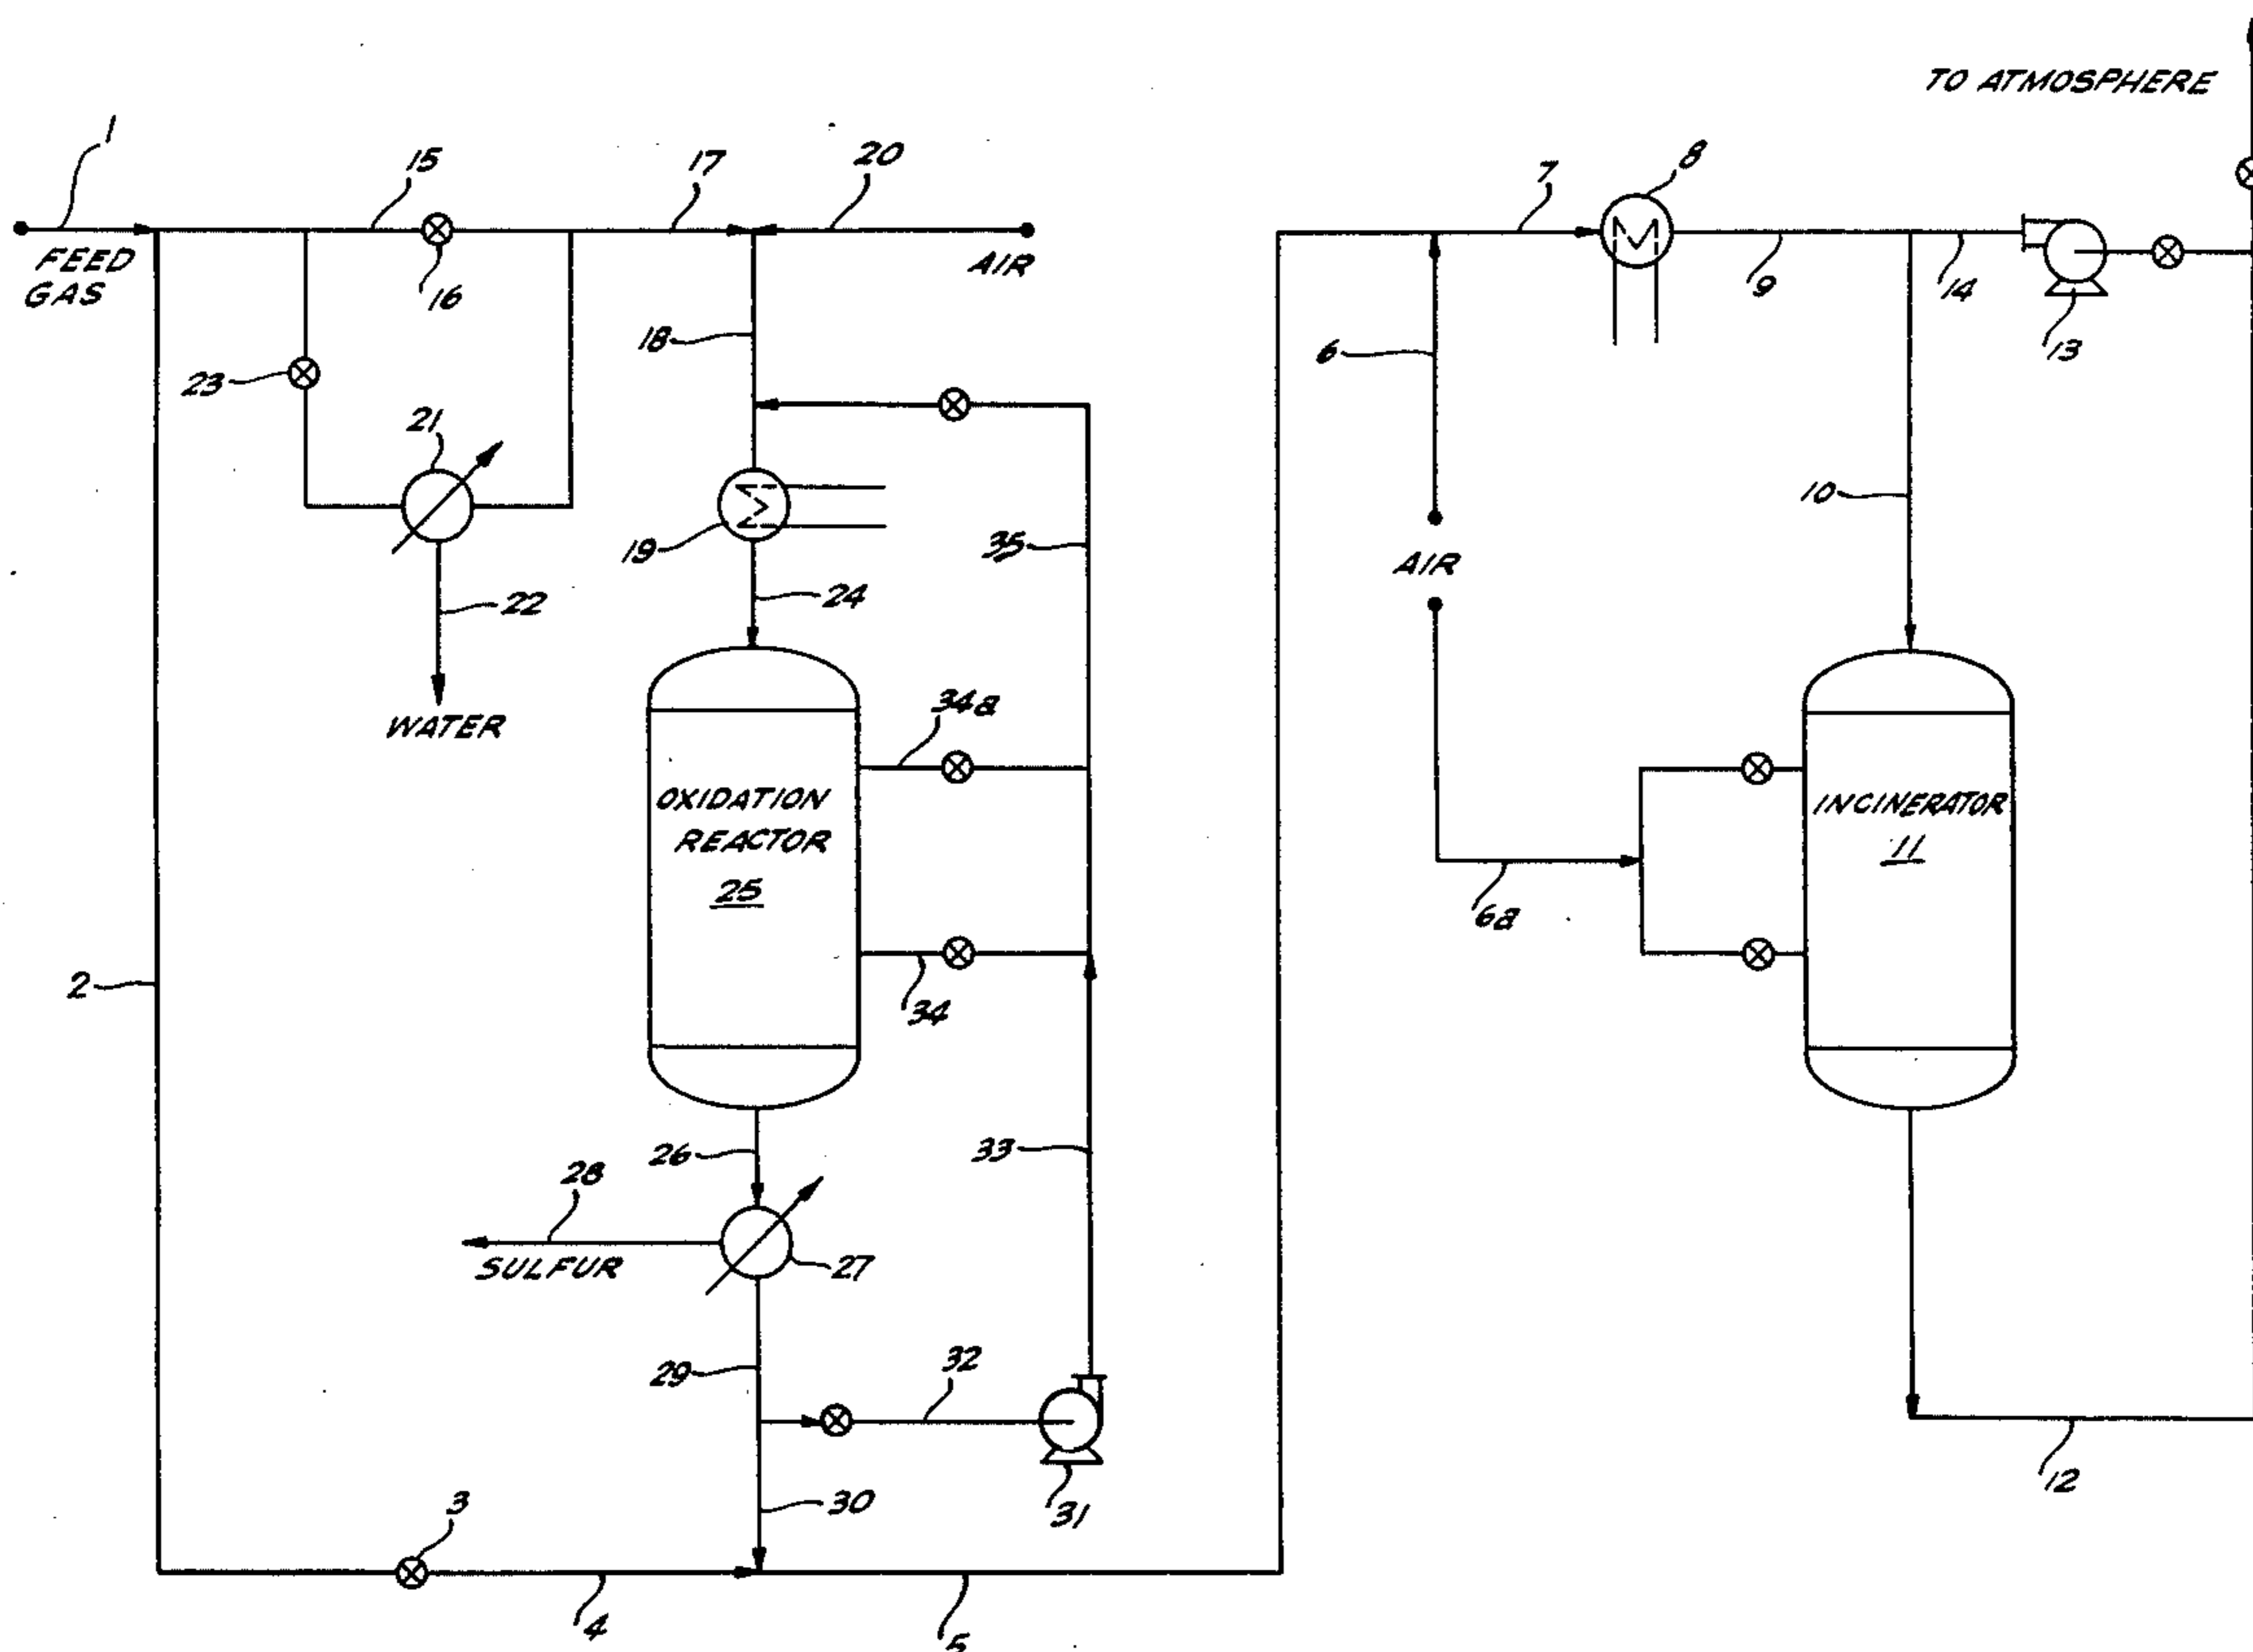 TO ATMOSPHERE
1
15
17
20
7
8
FEED
GAS
16
AIR
9
14
13
18
6
23
21
10
19
35
AIR
22
24
WATER
34a
OXIDATION
REACTOR
25
INCINERATOR
11
6a
2
34
26
33
28
SULFUR
27
29
32
12
3
30
31
4
5